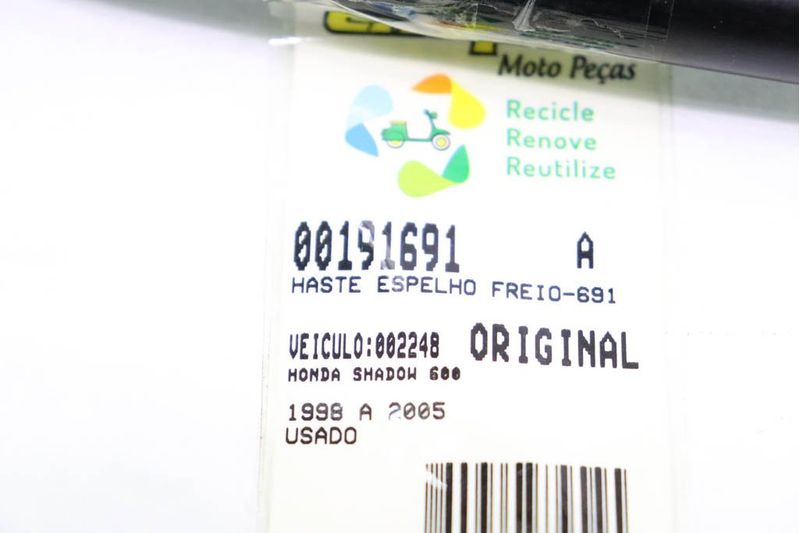 Moto Peças
Recicle
Renove
Reutilize
00191691 A
HASTE ESPELHO FREIO-691
VEICULO:002248 ORIGINAL
HONDA SHADOW 600
1998 A 2005
USADO